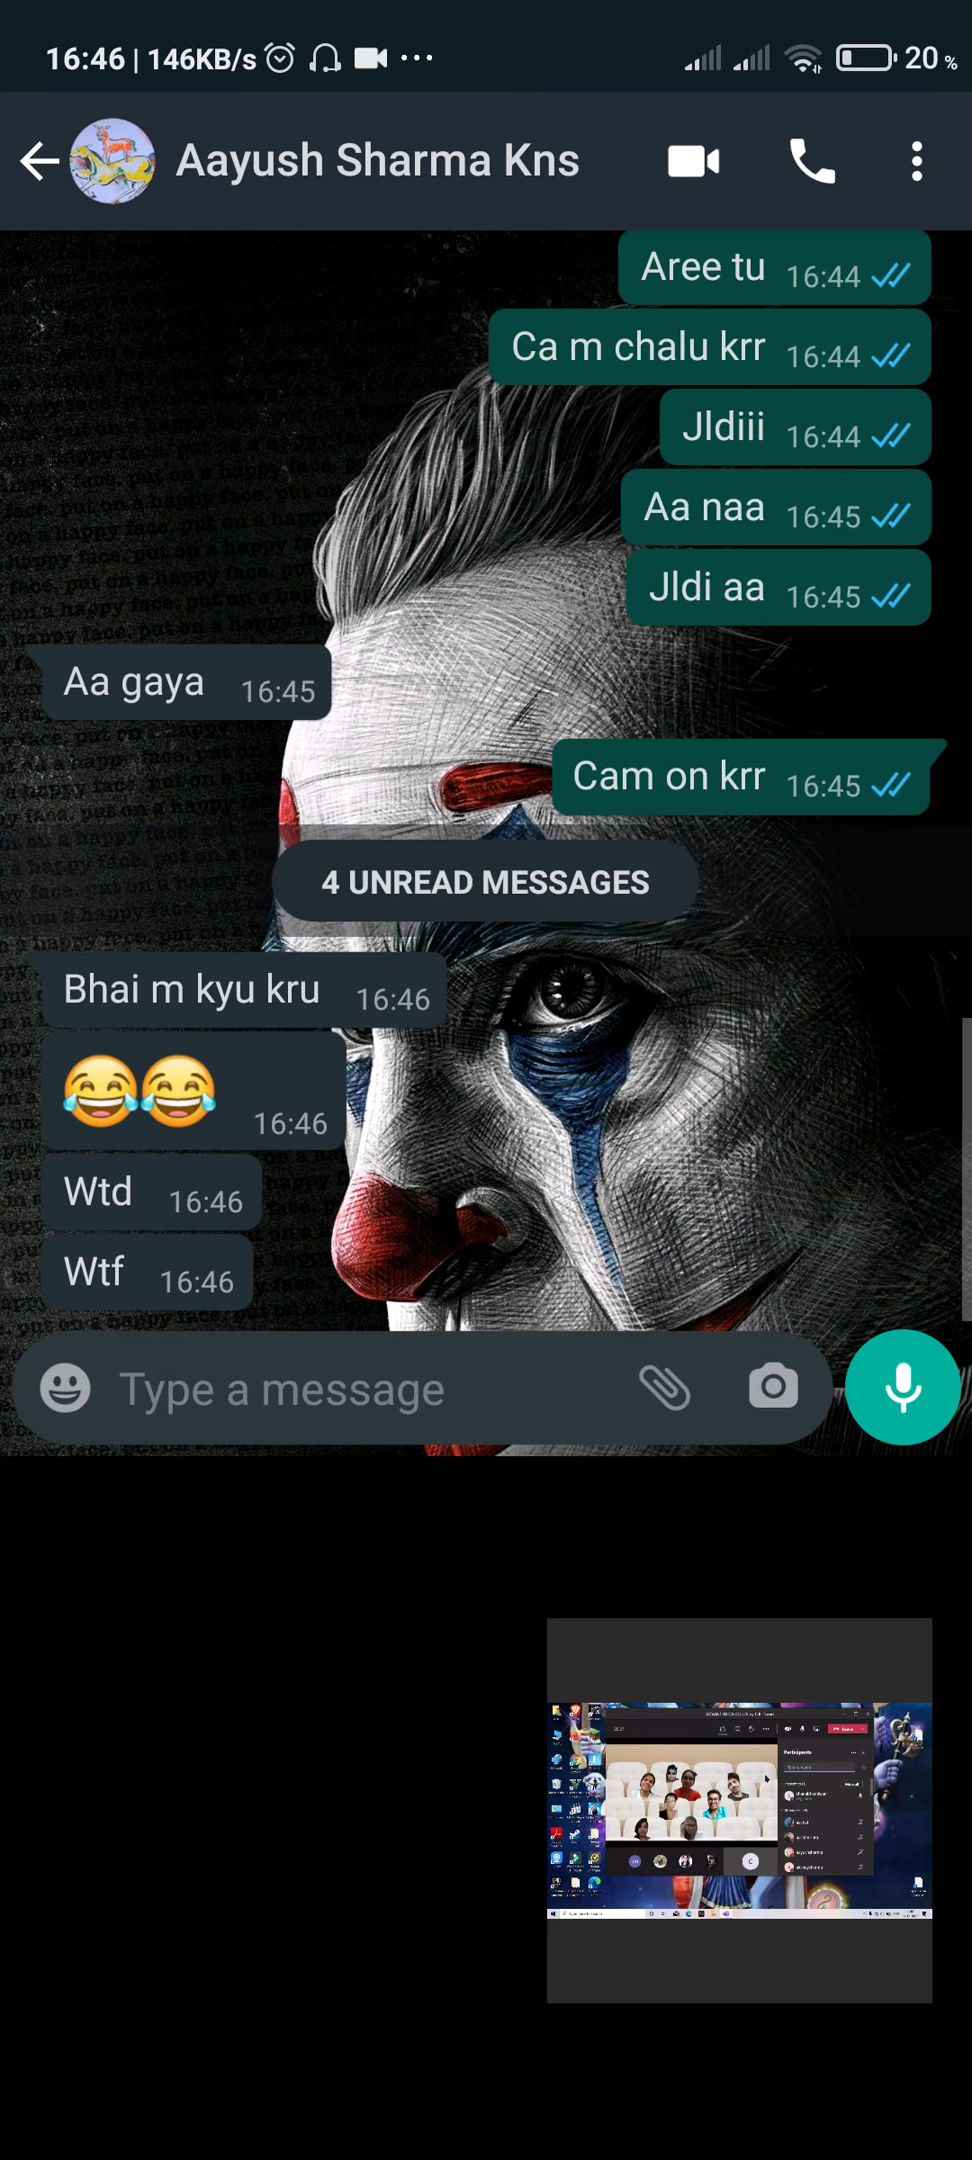 16:46 | 146KB/s
20 %
Aayush Sharma Kns
Aree tu 16:44
Ca m chalu krr 16:44
Jldiii 16:44
Aa naa 16:45
Jldi aa 16:45
Aa gaya 16:45
Cam on krr 16:45
4 UNREAD MESSAGES
Bhai m kyu kru 16:46
😂😂 16:46
Wtd 16:46
Wtf 16:46
Type a message
Participants
Leave